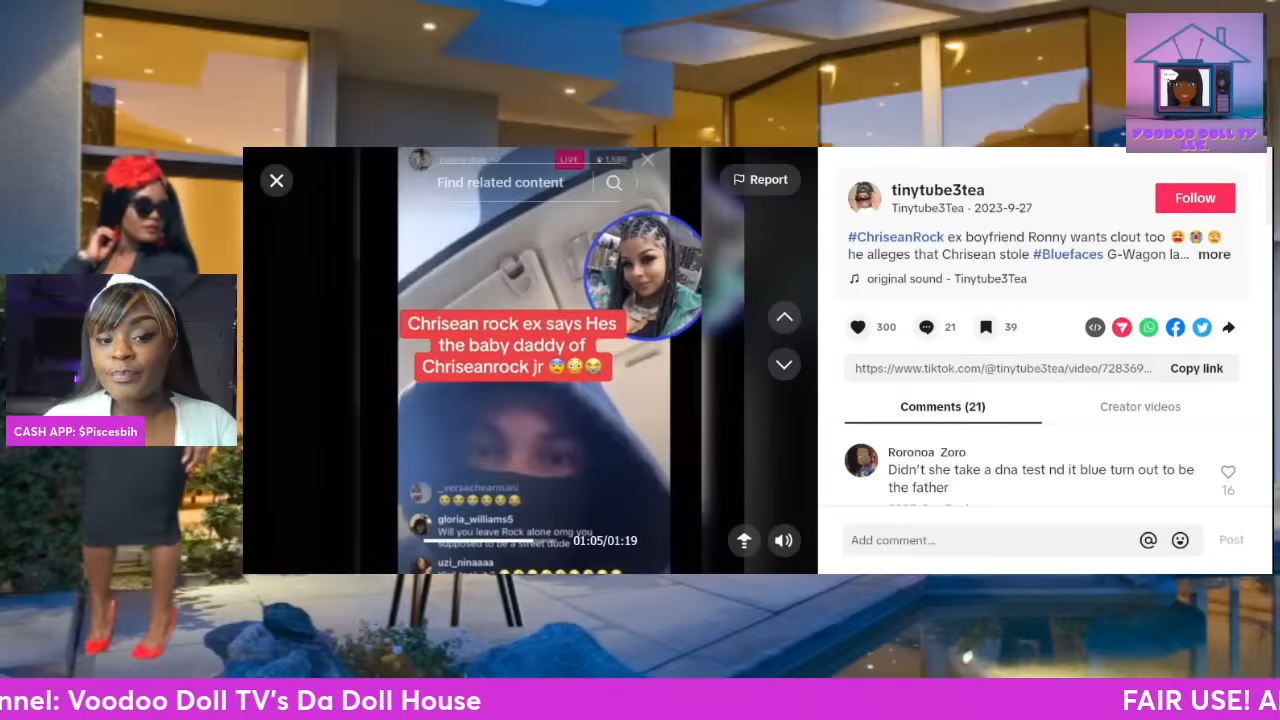 VOODOO DOLL TV
LLC.
LIVE
1,586
Find related content
Report
Chrisean rock ex says Hes
the baby daddy of
Chriseanrock jr 😨😳😭
_versachearmani
😂😂😂😂😂😂
gloria_williams5
Will you leave Rock alone omg you
supposed to be a street dude
01:05/01:19
uzi_ninaaaa
tinytube3tea
Tinytube3Tea · 2023-9-27
Follow
#ChriseanRock ex boyfriend Ronny wants clout too 😩 😭 🥴
he alleges that Chrisean stole #Bluefaces G-Wagon la... more
♫ original sound - Tinytube3Tea
300
21
39
https://www.tiktok.com/@tinytube3tea/video/728369...
Copy link
Comments (21)
Creator videos
Roronoa Zoro
Didn't she take a dna test nd it blue turn out to be
the father
16
Add comment...
Post
CASH APP: $Piscesbih
nnel: Voodoo Doll TV's Da Doll House
FAIR USE! A